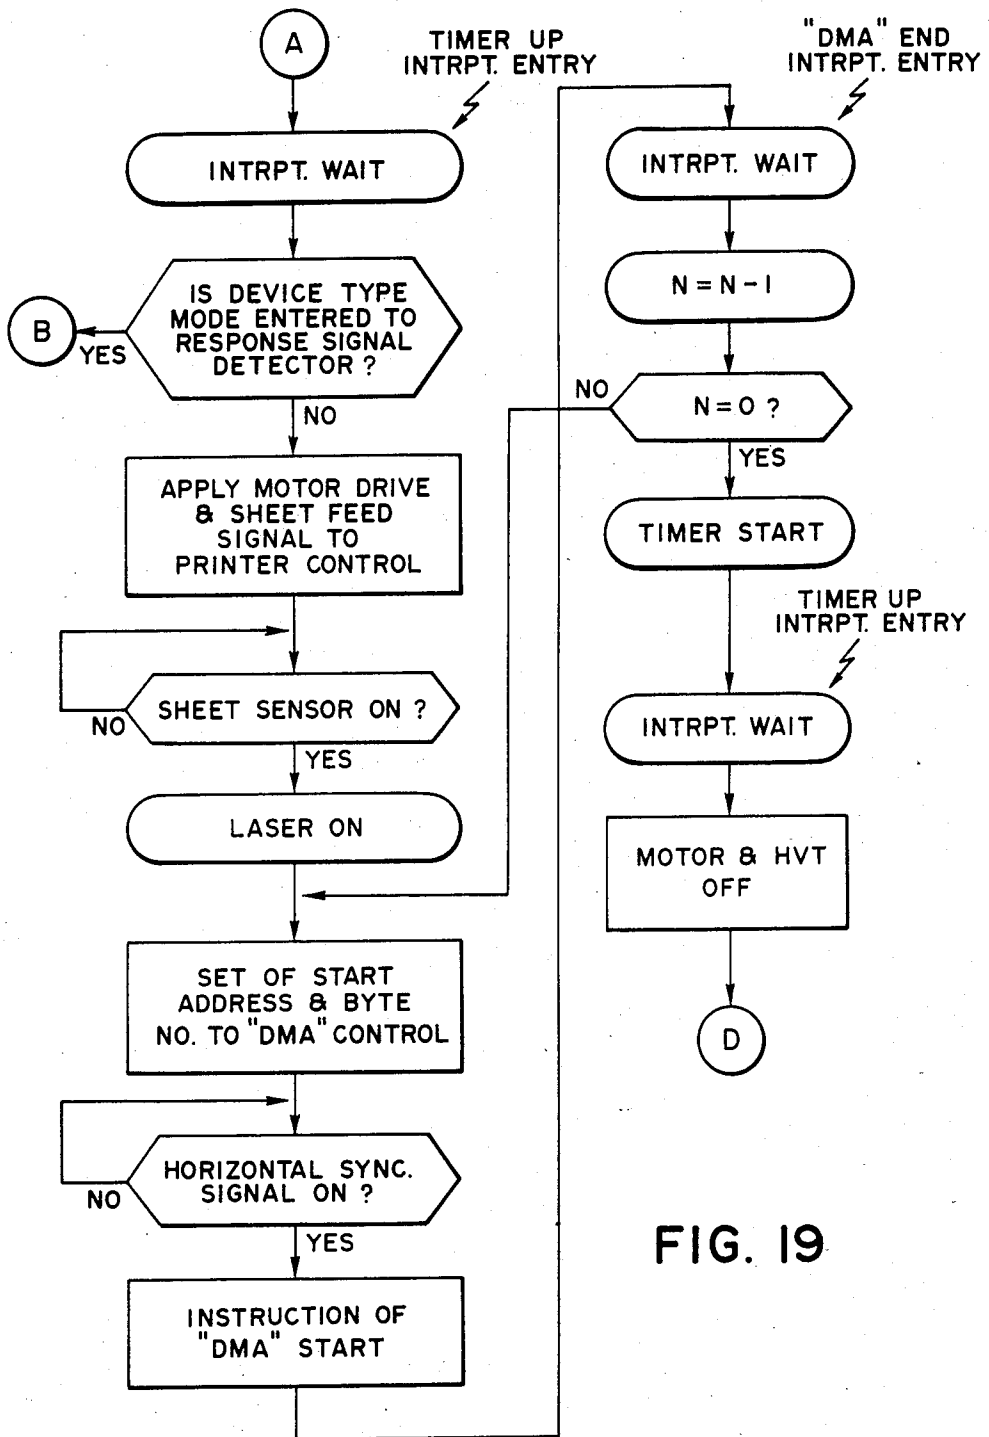 A
TIMER UP
INTRPT. ENTRY
INTRPT. WAIT
IS DEVICE TYPE
MODE ENTERED TO
RESPONSE SIGNAL
DETECTOR ?
B
YES
NO
APPLY MOTOR DRIVE
& SHEET FEED
SIGNAL TO
PRINTER CONTROL
SHEET SENSOR ON ?
NO
YES
LASER ON
SET OF START
ADDRESS & BYTE
NO. TO "DMA" CONTROL
HORIZONTAL SYNC.
SIGNAL ON ?
NO
YES
INSTRUCTION OF
"DMA" START
"DMA" END
INTRPT. ENTRY
INTRPT. WAIT
N = N - 1
NO
N = 0 ?
YES
TIMER START
TIMER UP
INTRPT. ENTRY
INTRPT. WAIT
MOTOR & HVT
OFF
D
FIG. 19